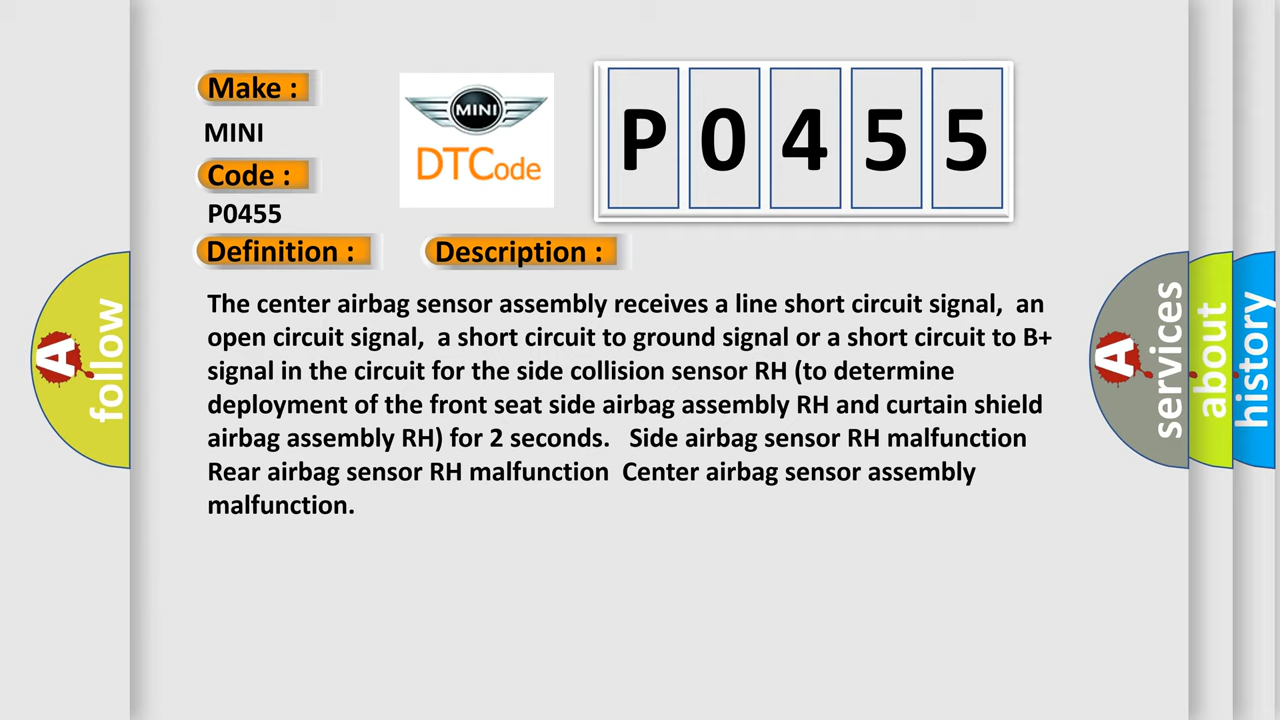 Make :
MINI
Code :
P0455
Definition :
Description :
MINI
DTCode
P0455
The center airbag sensor assembly receives a line short circuit signal,  an
open circuit signal,  a short circuit to ground signal or a short circuit to B+
signal in the circuit for the side collision sensor RH (to determine
deployment of the front seat side airbag assembly RH and curtain shield
airbag assembly RH) for 2 seconds.   Side airbag sensor RH malfunction
Rear airbag sensor RH malfunction  Center airbag sensor assembly
malfunction.
A
follow
A
services
about
history